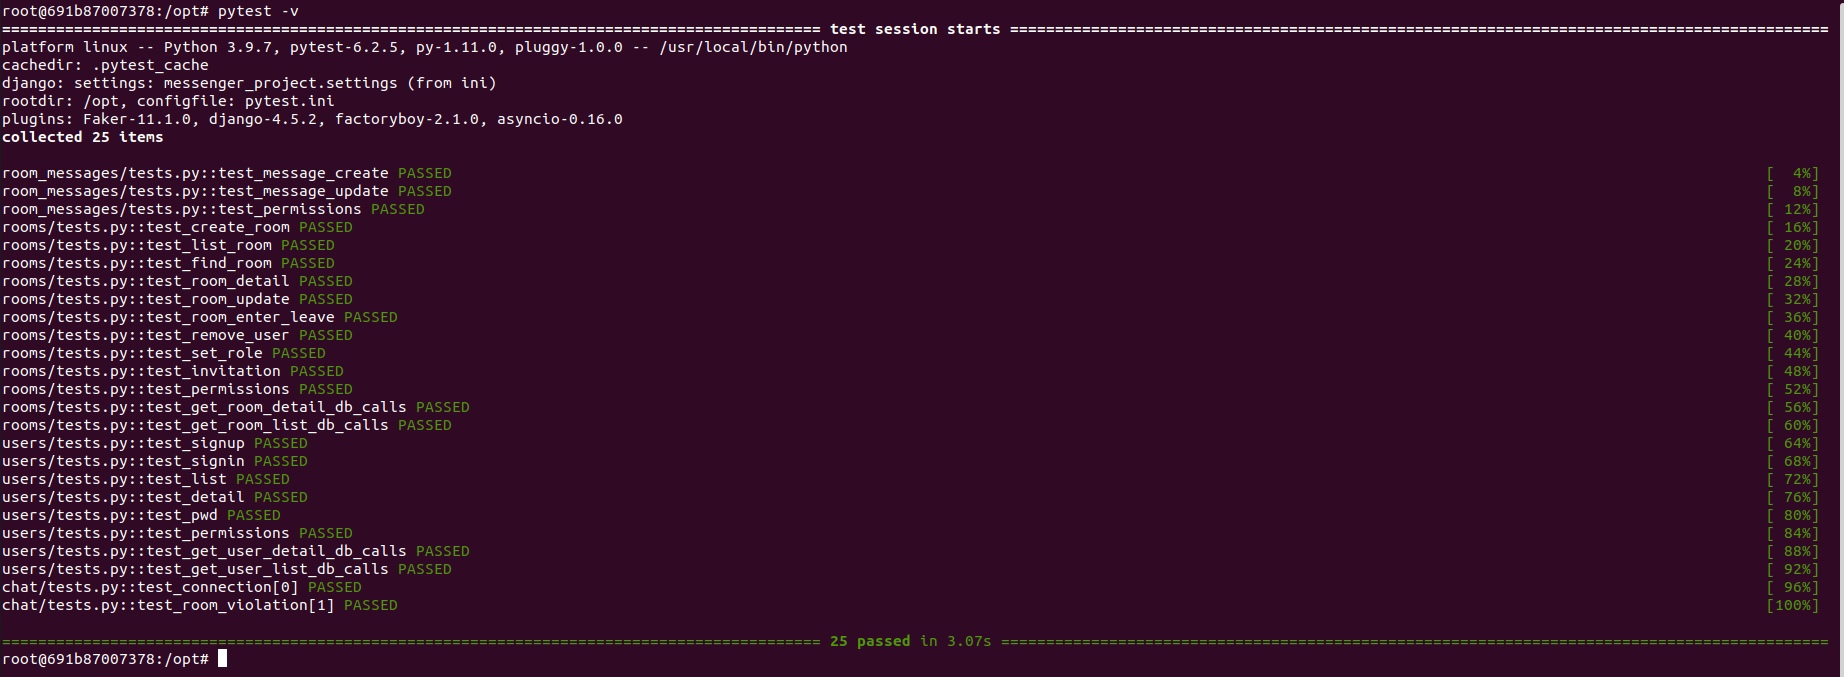 root@691b87007378:/opt# pytest -v
=========================================================================================== test session starts ===========================================================================================
platform linux -- Python 3.9.7, pytest-6.2.5, py-1.11.0, pluggy-1.0.0 -- /usr/local/bin/python
cachedir: .pytest_cache
django: settings: messenger_project.settings (from ini)
rootdir: /opt, configfile: pytest.ini
plugins: Faker-11.1.0, django-4.5.2, factoryboy-2.1.0, asyncio-0.16.0
collected 25 items
room_messages/tests.py::test_message_create PASSED [  4%]
room_messages/tests.py::test_message_update PASSED [  8%]
room_messages/tests.py::test_permissions PASSED [ 12%]
rooms/tests.py::test_create_room PASSED [ 16%]
rooms/tests.py::test_list_room PASSED [ 20%]
rooms/tests.py::test_find_room PASSED [ 24%]
rooms/tests.py::test_room_detail PASSED [ 28%]
rooms/tests.py::test_room_update PASSED [ 32%]
rooms/tests.py::test_room_enter_leave PASSED [ 36%]
rooms/tests.py::test_remove_user PASSED [ 40%]
rooms/tests.py::test_set_role PASSED [ 44%]
rooms/tests.py::test_invitation PASSED [ 48%]
rooms/tests.py::test_permissions PASSED [ 52%]
rooms/tests.py::test_get_room_detail_db_calls PASSED [ 56%]
rooms/tests.py::test_get_room_list_db_calls PASSED [ 60%]
users/tests.py::test_signup PASSED [ 64%]
users/tests.py::test_signin PASSED [ 68%]
users/tests.py::test_list PASSED [ 72%]
users/tests.py::test_detail PASSED [ 76%]
users/tests.py::test_pwd PASSED [ 80%]
users/tests.py::test_permissions PASSED [ 84%]
users/tests.py::test_get_user_detail_db_calls PASSED [ 88%]
users/tests.py::test_get_user_list_db_calls PASSED [ 92%]
chat/tests.py::test_connection[0] PASSED [ 96%]
chat/tests.py::test_room_violation[1] PASSED [100%]
=========================================================================================== 25 passed in 3.07s ============================================================================================
root@691b87007378:/opt#